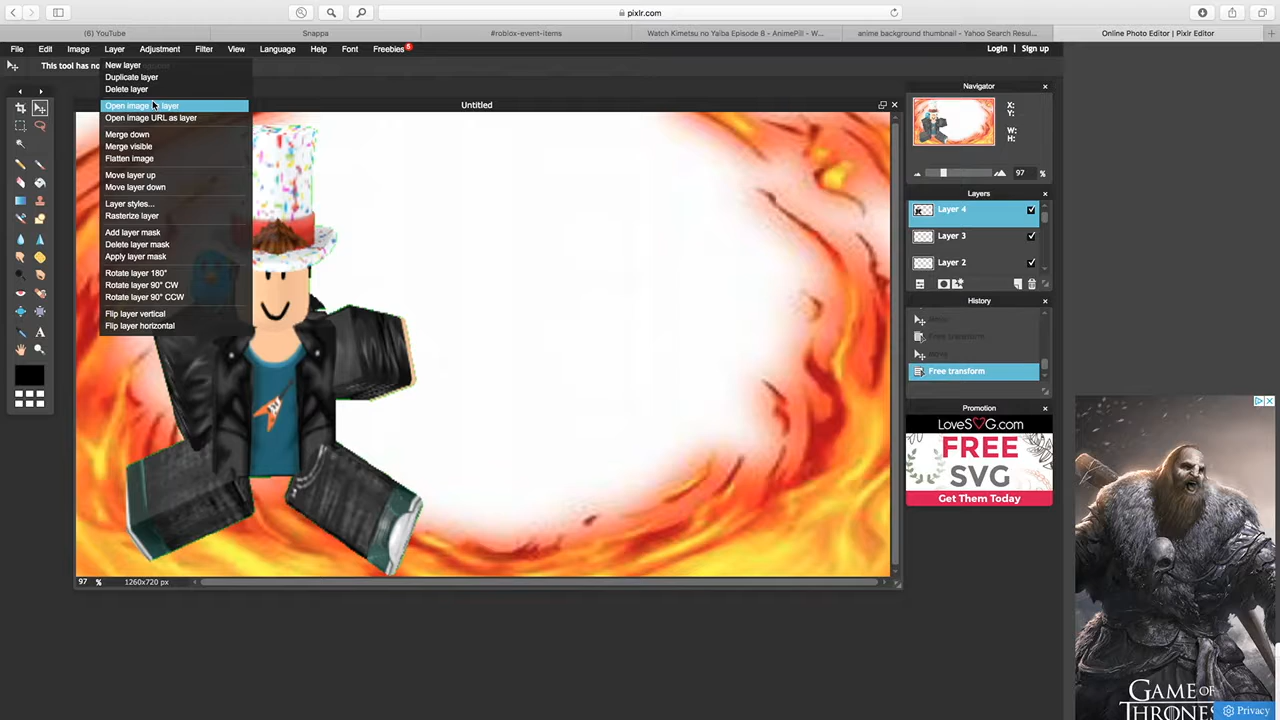 pixlr.com
(6) YouTube
Snappa
#roblox-event-items
Watch Kimetsu no Yaiba Episode 8 - AnimePill - W...
anime background thumbnail - Yahoo Search Resul...
Online Photo Editor | Pixlr Editor
File Edit Image Layer Adjustment Filter View Language Help Font Freebies 6
Login | Sign up
This tool has no
New layer
Duplicate layer
Delete layer
Open image as layer
Open image URL as layer
Merge down
Merge visible
Flatten image
Move layer up
Move layer down
Layer styles...
Rasterize layer
Add layer mask
Delete layer mask
Apply layer mask
Rotate layer 180°
Rotate layer 90° CW
Rotate layer 90° CCW
Flip layer vertical
Flip layer horizontal
Untitled
97 %
1260x720 px
Navigator
X:
Y:
W:
H:
97 %
Layers
Layer 4
Layer 3
Layer 2
History
Free transform
Move
Free transform
Promotion
LoveSVG.com
FREE
SVG
Get Them Today
GAME OF
THRONES
Privacy